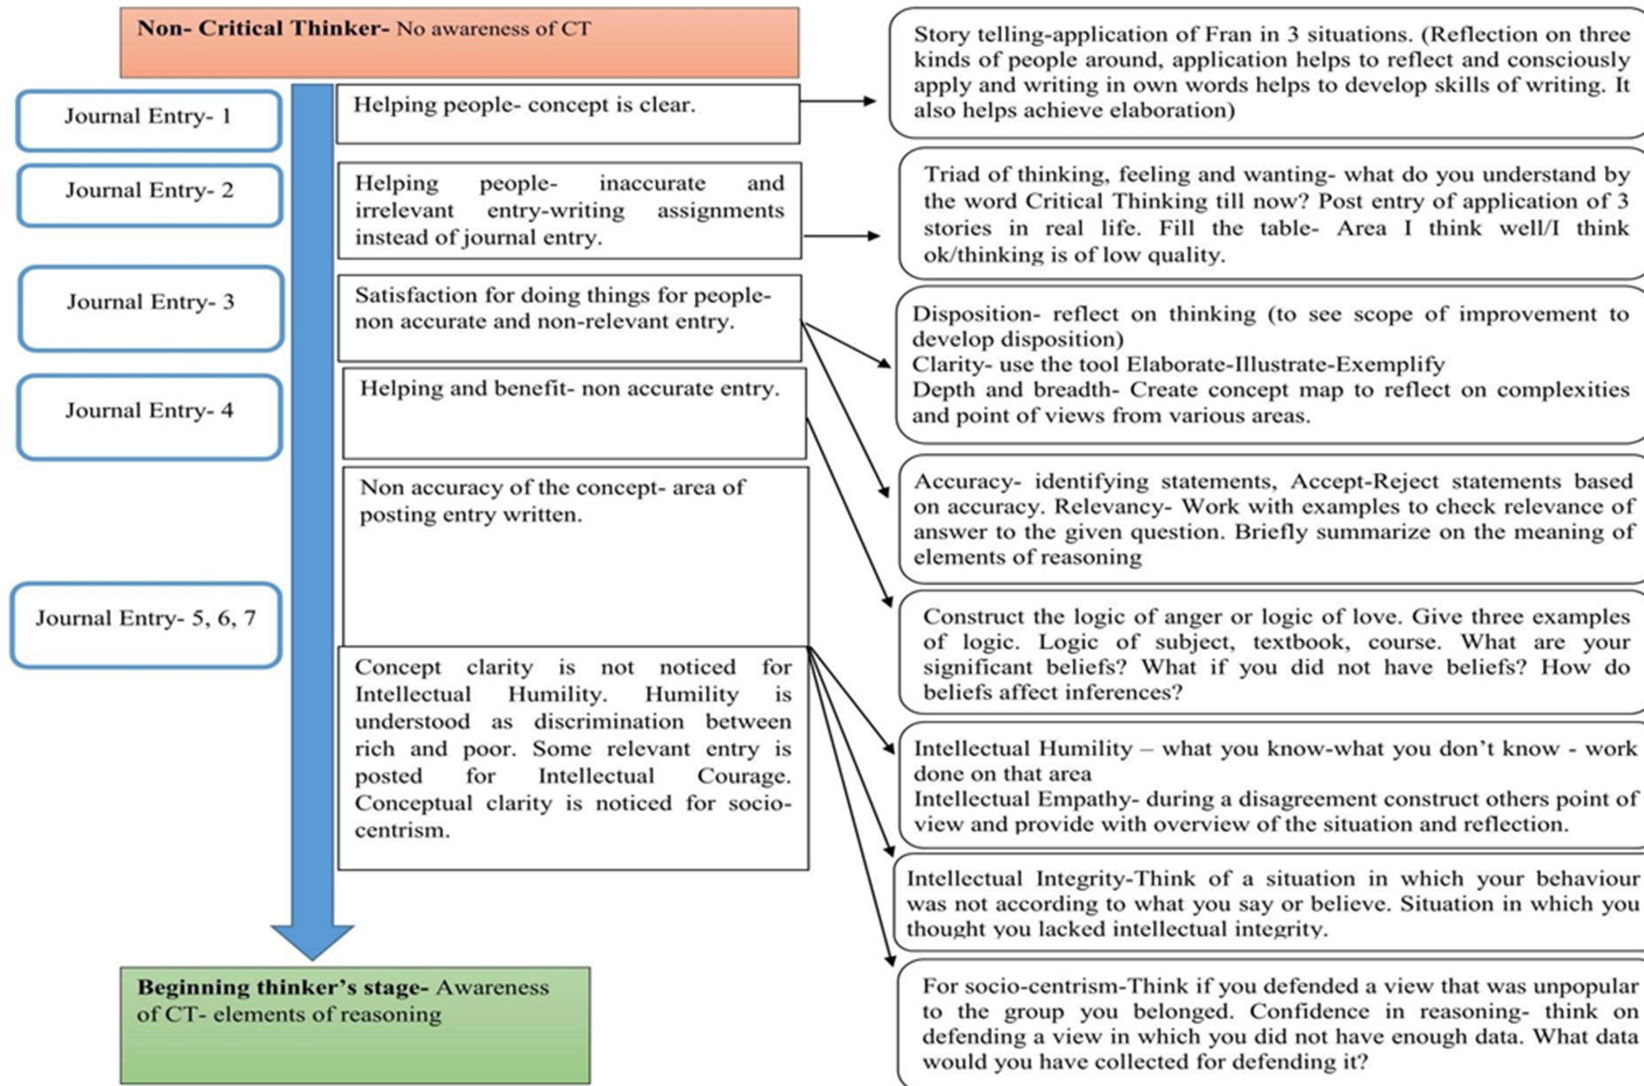 Non- Critical Thinker- No awareness of CT
Journal Entry- 1
Helping people- concept is clear.
Story telling-application of Fran in 3 situations. (Reflection on three
kinds of people around, application helps to reflect and consciously
apply and writing in own words helps to develop skills of writing. It
also helps achieve elaboration)
Journal Entry- 2
Helping people- inaccurate and
irrelevant entry-writing assignments
instead of journal entry.
Triad of thinking, feeling and wanting- what do you understand by
the word Critical Thinking till now? Post entry of application of 3
stories in real life. Fill the table- Area I think well/I think
ok/thinking is of low quality.
Journal Entry- 3
Satisfaction for doing things for people-
non accurate and non-relevant entry.
Disposition- reflect on thinking (to see scope of improvement to
develop disposition)
Clarity- use the tool Elaborate-Illustrate-Exemplify
Depth and breadth- Create concept map to reflect on complexities
and point of views from various areas.
Accuracy- identifying statements, Accept-Reject statements based
on accuracy. Relevancy- Work with examples to check relevance of
answer to the given question. Briefly summarize on the meaning of
elements of reasoning
Journal Entry- 4
Helping and benefit- non accurate entry.
Construct the logic of anger or logic of love. Give three examples
of logic. Logic of subject, textbook, course. What are your
significant beliefs? What if you did not have beliefs? How do
beliefs affect inferences?
Journal Entry- 5, 6, 7
Non accuracy of the concept- area of
posting entry written.
Concept clarity is not noticed for
Intellectual Humility. Humility is
understood as discrimination between
rich and poor. Some relevant entry is
posted for Intellectual Courage.
Conceptual clarity is noticed for socio-
centrism.
Intellectual Humility – what you know-what you don’t know - work
done on that area
Intellectual Empathy- during a disagreement construct others point of
view and provide with overview of the situation and reflection.
Intellectual Integrity-Think of a situation in which your behaviour
was not according to what you say or believe. Situation in which you
thought you lacked intellectual integrity.
For socio-centrism-Think if you defended a view that was unpopular
to the group you belonged. Confidence in reasoning- think on
defending a view in which you did not have enough data. What data
would you have collected for defending it?
Beginning thinker’s stage- Awareness
of CT- elements of reasoning